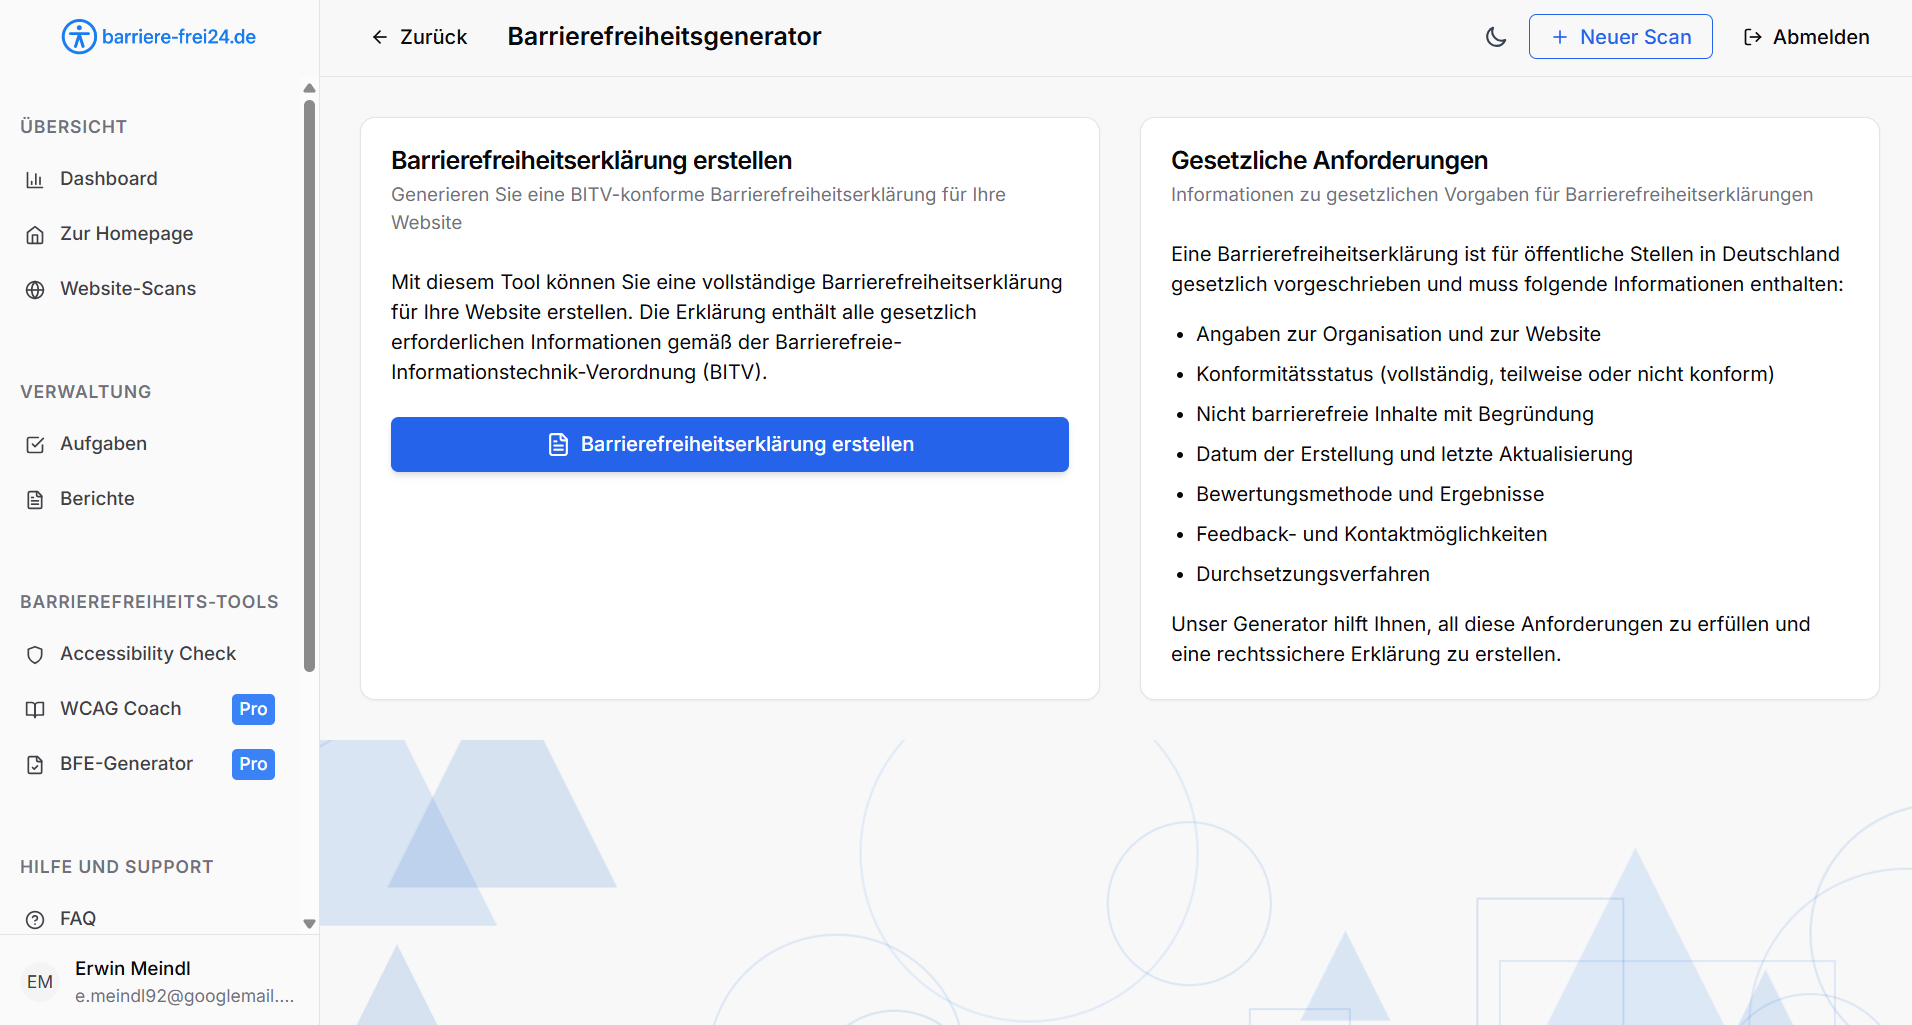 barriere-frei24.de
ÜBERSICHT
Dashboard
Zur Homepage
Website-Scans
VERWALTUNG
Aufgaben
Berichte
BARRIEREFREIHEITS-TOOLS
Accessibility Check
WCAG Coach Pro
BFE-Generator Pro
HILFE UND SUPPORT
FAQ
EM
Erwin Meindl
e.meindl92@googlemail....
Zurück
Barrierefreiheitsgenerator
Neuer Scan
Abmelden
Barrierefreiheitserklärung erstellen
Generieren Sie eine BITV-konforme Barrierefreiheitserklärung für Ihre
Website
Mit diesem Tool können Sie eine vollständige Barrierefreiheitserklärung
für Ihre Website erstellen. Die Erklärung enthält alle gesetzlich
erforderlichen Informationen gemäß der Barrierefreie-
Informationstechnik-Verordnung (BITV).
Barrierefreiheitserklärung erstellen
Gesetzliche Anforderungen
Informationen zu gesetzlichen Vorgaben für Barrierefreiheitserklärungen
Eine Barrierefreiheitserklärung ist für öffentliche Stellen in Deutschland
gesetzlich vorgeschrieben und muss folgende Informationen enthalten:
• Angaben zur Organisation und zur Website
• Konformitätsstatus (vollständig, teilweise oder nicht konform)
• Nicht barrierefreie Inhalte mit Begründung
• Datum der Erstellung und letzte Aktualisierung
• Bewertungsmethode und Ergebnisse
• Feedback- und Kontaktmöglichkeiten
• Durchsetzungsverfahren
Unser Generator hilft Ihnen, all diese Anforderungen zu erfüllen und
eine rechtssichere Erklärung zu erstellen.